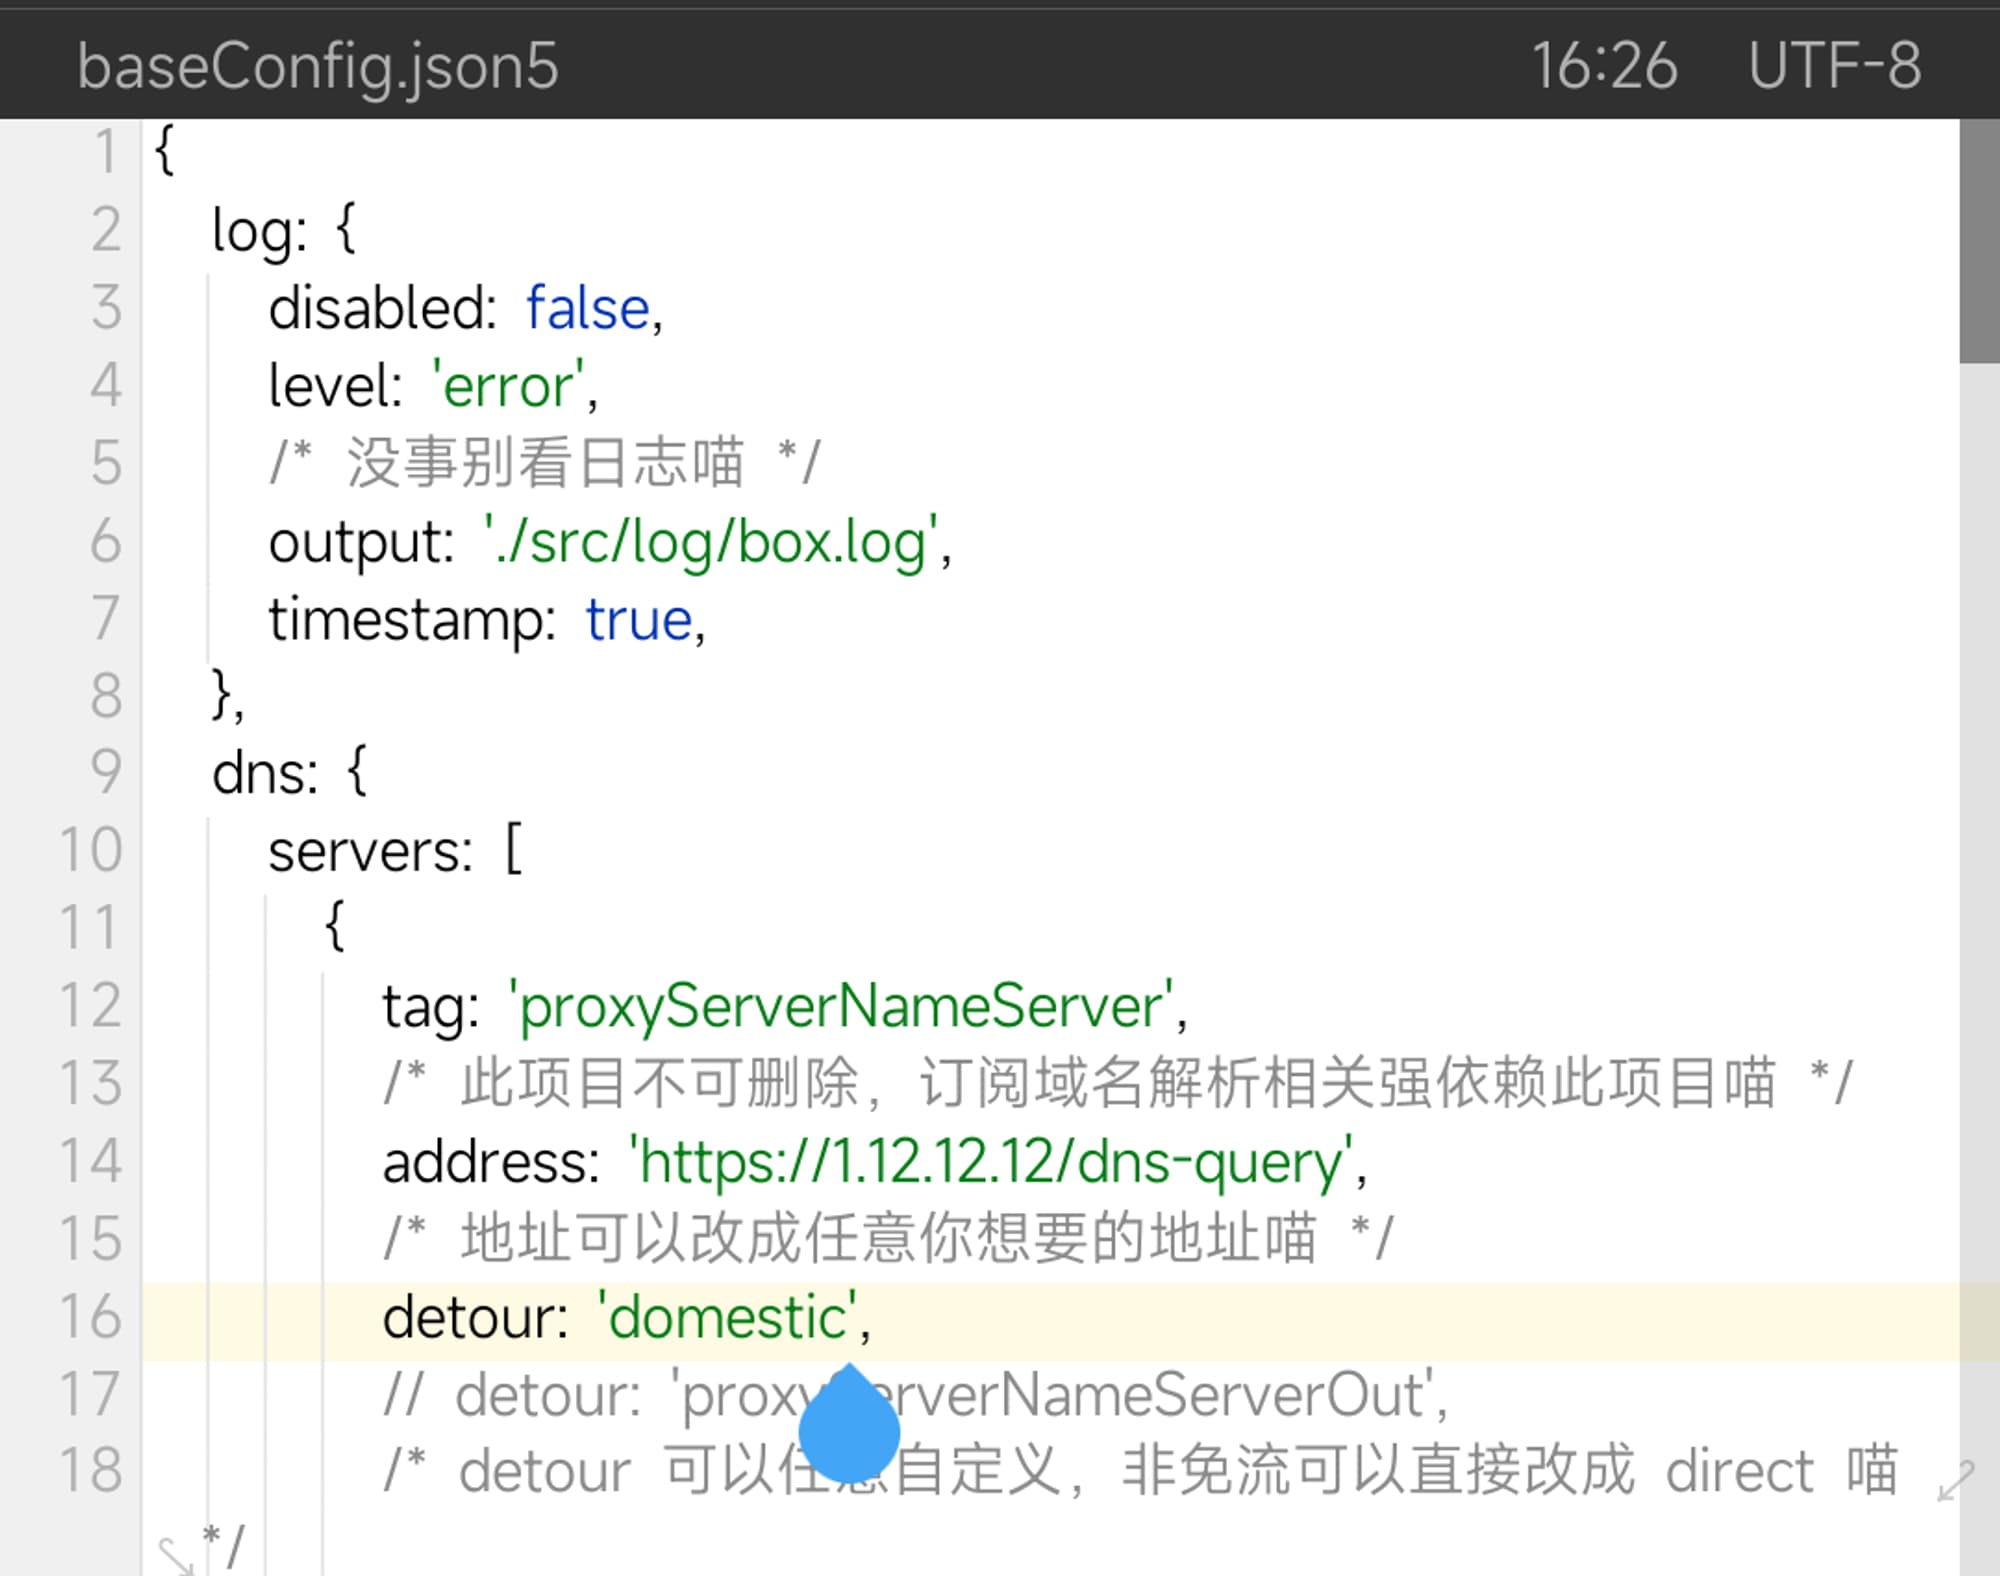 baseConfig.json5 16:26 UTF-8
1 {
2 log: {
3 disabled: false,
4 level: 'error',
5 /* 没事别看日志喵 */
6 output: './src/log/box.log',
7 timestamp: true,
8 },
9 dns: {
10 servers: [
11 {
12 tag: 'proxyServerNameServer',
13 /* 此项目不可删除，订阅域名解析相关强依赖此项目喵 */
14 address: 'https://1.12.12.12/dns-query',
15 /* 地址可以改成任意你想要的地址喵 */
16 detour: 'domestic',
17 // detour: 'proxyServerNameServerOut',
18 /* detour 可以任意自定义，非免流可以直接改成 direct 喵
*/